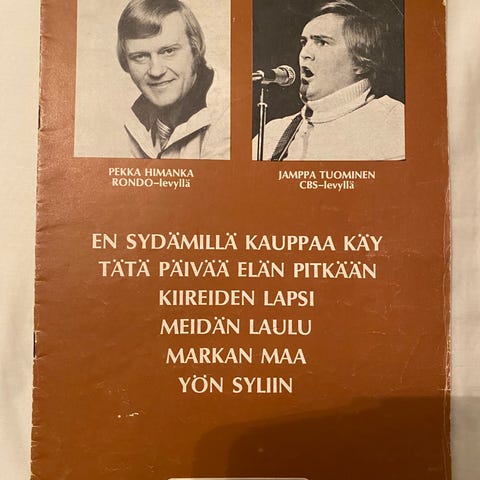 PEKKA HIMANKA
RONDO-levyllä
JAMPPA TUOMINEN
CBS-levyllä
EN SYDÄMILLÄ KAUPPAA KÄY
TÄTÄ PÄIVÄÄ ELÄN PITKÄÄN
KIIREIDEN LAPSI
MEIDÄN LAULU
MARKAN MAA
YÖN SYLIIN